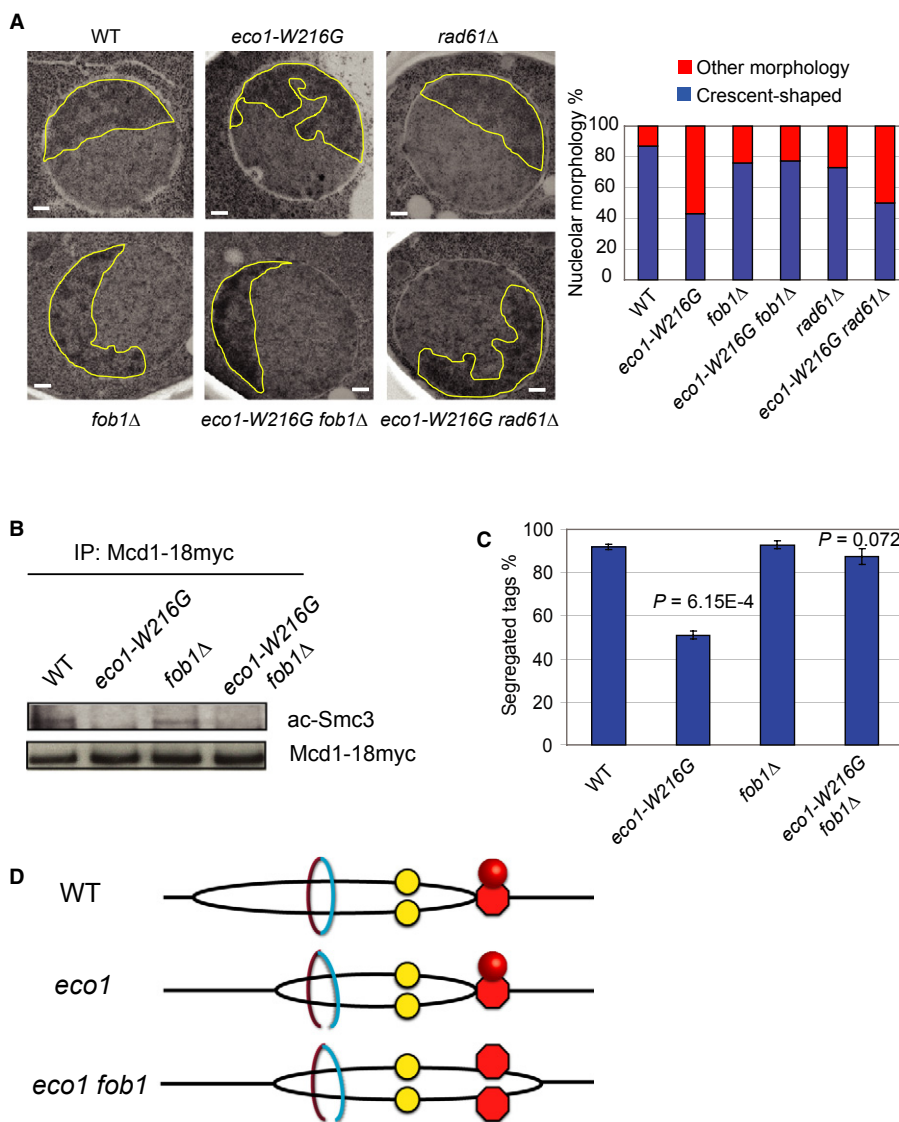 A
WT
eco1-W216G
rad61Δ
fob1Δ
eco1-W216G fob1Δ
eco1-W216G rad61Δ
Other morphology
Crescent-shaped
Nucleolar morphology %
100
80
60
40
20
0
WT
eco1-W216G
fob1Δ
eco1-W216G fob1Δ
rad61Δ
eco1-W216G rad61Δ
B
IP: Mcd1-18myc
WT
eco1-W216G
fob1Δ
eco1-W216G
fob1Δ
ac-Smc3
Mcd1-18myc
C
Segregated tags %
100
80
60
40
20
0
P = 6.15E-4
P = 0.072
WT
eco1-W216G
fob1Δ
eco1-W216G
fob1Δ
D
WT
eco1
eco1 fob1